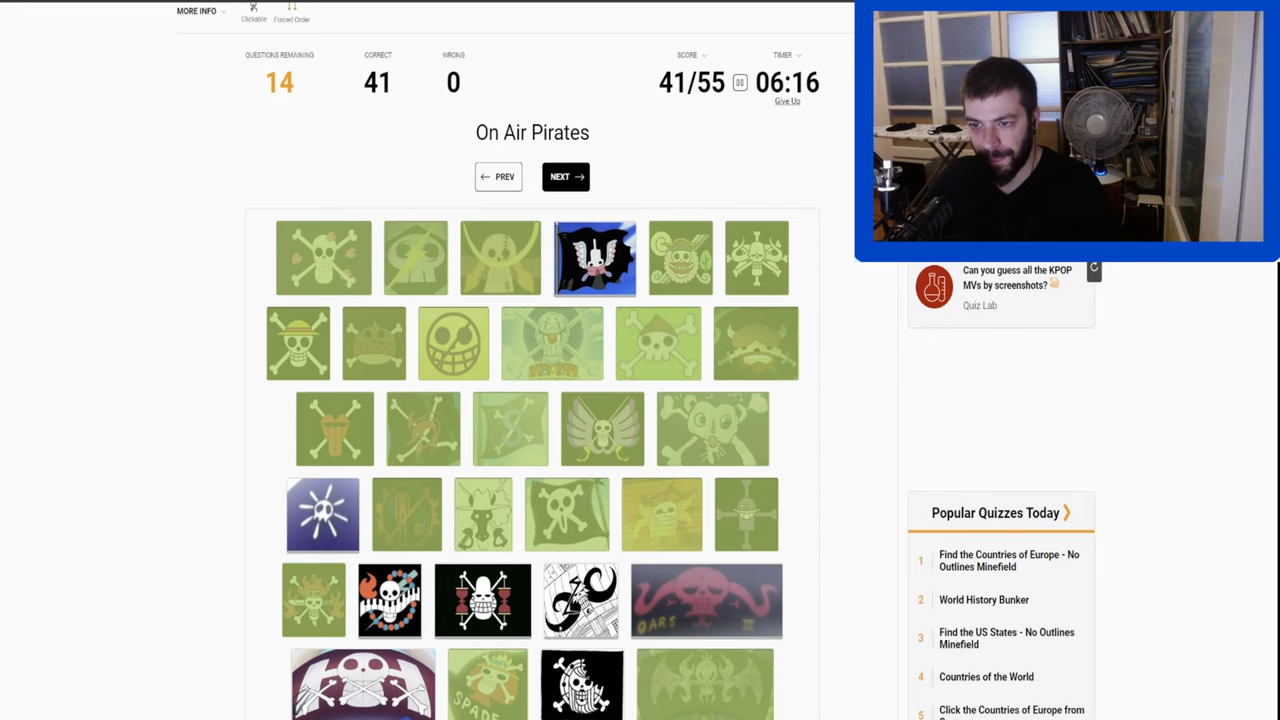 MORE INFO
Clickable
Forced Order
QUESTIONS REMAINING
14
CORRECT
41
WRONG
0
SCORE
41/55
TIMER
06:16
Give Up
On Air Pirates
← PREV
NEXT →
OARS III
SPADE
Can you guess all the KPOP
MVs by screenshots?
Quiz Lab
Popular Quizzes Today
1 Find the Countries of Europe - No
Outlines Minefield
2 World History Bunker
3 Find the US States - No Outlines
Minefield
4 Countries of the World
5 Click the Countries of Europe from